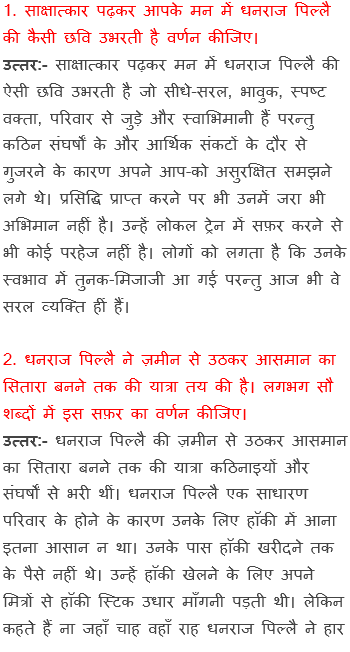 1. साक्षात्कार पढ़कर आपके मन में धनराज पिल्लै
की कैसी छवि उभरती है वर्णन कीजिए।
उत्तर:- साक्षात्कार पढ़कर मन में धनराज पिल्लै की
ऐसी छवि उभरती है जो सीधे-सरल, भावुक, स्पष्ट
वक्ता, परिवार से जुड़े और स्वाभिमानी हैं परन्तु
कठिन संघर्षों के और आर्थिक संकटों के दौर से
गुजरने के कारण अपने आप-को असुरक्षित समझने
लगे थे। प्रसिद्धि प्राप्त करने पर भी उनमें जरा भी
अभिमान नहीं है। उन्हें लोकल ट्रेन में सफ़र करने से
भी कोई परहेज नहीं है। लोगों को लगता है कि उनके
स्वभाव में तुनक-मिजाजी आ गई परन्तु आज भी वे
सरल व्यक्ति हीं हैं।
2. धनराज पिल्लै ने ज़मीन से उठकर आसमान का
सितारा बनने तक की यात्रा तय की है। लगभग सौ
शब्दों में इस सफ़र का वर्णन कीजिए।
उत्तर:- धनराज पिल्लै की ज़मीन से उठकर आसमान
का सितारा बनने तक की यात्रा कठिनाइयों और
संघर्षों से भरी थीं। धनराज पिल्लै एक साधारण
परिवार के होने के कारण उनके लिए हॉकी में आना
इतना आसान न था। उनके पास हॉकी खरीदने तक
के पैसे नहीं थे। उन्हें हॉकी खेलने के लिए अपने
मित्रों से हॉकी स्टिक उधार माँगनी पड़ती थी। लेकिन
कहते हैं ना जहाँ चाह वहाँ राह धनराज पिल्लै ने हार